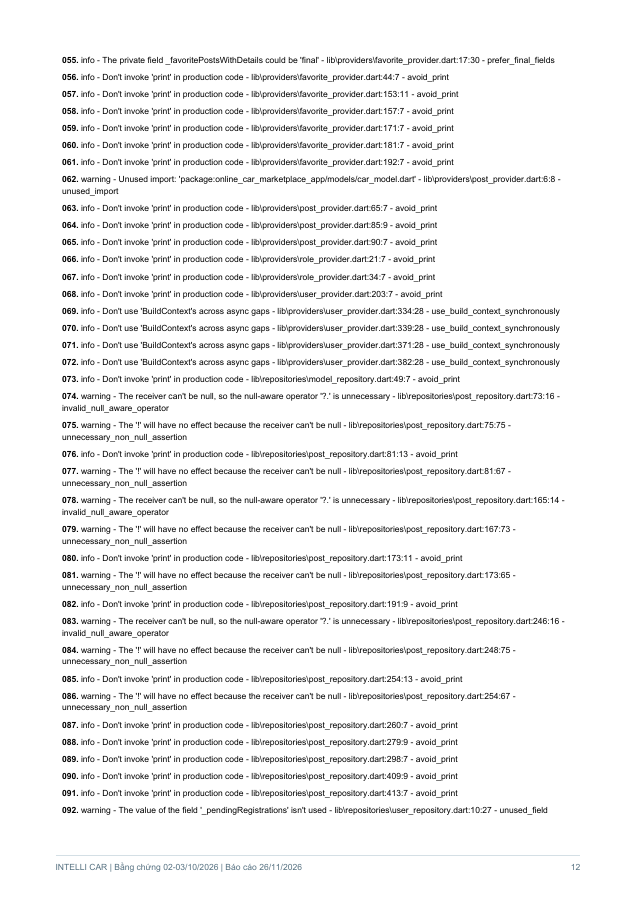 055. info - The private field _favoritePostsWithDetails could be 'final' - lib\providers\favorite_provider.dart:17:30 - prefer_final_fields
056. info - Don't invoke 'print' in production code - lib\providers\favorite_provider.dart:44:7 - avoid_print
057. info - Don't invoke 'print' in production code - lib\providers\favorite_provider.dart:153:11 - avoid_print
058. info - Don't invoke 'print' in production code - lib\providers\favorite_provider.dart:157:7 - avoid_print
059. info - Don't invoke 'print' in production code - lib\providers\favorite_provider.dart:171:7 - avoid_print
060. info - Don't invoke 'print' in production code - lib\providers\favorite_provider.dart:181:7 - avoid_print
061. info - Don't invoke 'print' in production code - lib\providers\favorite_provider.dart:192:7 - avoid_print
062. warning - Unused import: 'package:online_car_marketplace_app/models/car_model.dart' - lib\providers\post_provider.dart:6:8 -
unused_import
063. info - Don't invoke 'print' in production code - lib\providers\post_provider.dart:65:7 - avoid_print
064. info - Don't invoke 'print' in production code - lib\providers\post_provider.dart:85:9 - avoid_print
065. info - Don't invoke 'print' in production code - lib\providers\post_provider.dart:90:7 - avoid_print
066. info - Don't invoke 'print' in production code - lib\providers\role_provider.dart:21:7 - avoid_print
067. info - Don't invoke 'print' in production code - lib\providers\role_provider.dart:34:7 - avoid_print
068. info - Don't invoke 'print' in production code - lib\providers\user_provider.dart:203:7 - avoid_print
069. info - Don't use 'BuildContext's across async gaps - lib\providers\user_provider.dart:334:28 - use_build_context_synchronously
070. info - Don't use 'BuildContext's across async gaps - lib\providers\user_provider.dart:339:28 - use_build_context_synchronously
071. info - Don't use 'BuildContext's across async gaps - lib\providers\user_provider.dart:371:28 - use_build_context_synchronously
072. info - Don't use 'BuildContext's across async gaps - lib\providers\user_provider.dart:382:28 - use_build_context_synchronously
073. info - Don't invoke 'print' in production code - lib\repositories\model_repository.dart:49:7 - avoid_print
074. warning - The receiver can't be null, so the null-aware operator '?.' is unnecessary - lib\repositories\post_repository.dart:73:16 -
invalid_null_aware_operator
075. warning - The '!' will have no effect because the receiver can't be null - lib\repositories\post_repository.dart:75:75 -
unnecessary_non_null_assertion
076. info - Don't invoke 'print' in production code - lib\repositories\post_repository.dart:81:13 - avoid_print
077. warning - The '!' will have no effect because the receiver can't be null - lib\repositories\post_repository.dart:81:67 -
unnecessary_non_null_assertion
078. warning - The receiver can't be null, so the null-aware operator '?.' is unnecessary - lib\repositories\post_repository.dart:165:14 -
invalid_null_aware_operator
079. warning - The '!' will have no effect because the receiver can't be null - lib\repositories\post_repository.dart:167:73 -
unnecessary_non_null_assertion
080. info - Don't invoke 'print' in production code - lib\repositories\post_repository.dart:173:11 - avoid_print
081. warning - The '!' will have no effect because the receiver can't be null - lib\repositories\post_repository.dart:173:65 -
unnecessary_non_null_assertion
082. info - Don't invoke 'print' in production code - lib\repositories\post_repository.dart:191:9 - avoid_print
083. warning - The receiver can't be null, so the null-aware operator '?.' is unnecessary - lib\repositories\post_repository.dart:246:16 -
invalid_null_aware_operator
084. warning - The '!' will have no effect because the receiver can't be null - lib\repositories\post_repository.dart:248:75 -
unnecessary_non_null_assertion
085. info - Don't invoke 'print' in production code - lib\repositories\post_repository.dart:254:13 - avoid_print
086. warning - The '!' will have no effect because the receiver can't be null - lib\repositories\post_repository.dart:254:67 -
unnecessary_non_null_assertion
087. info - Don't invoke 'print' in production code - lib\repositories\post_repository.dart:260:7 - avoid_print
088. info - Don't invoke 'print' in production code - lib\repositories\post_repository.dart:279:9 - avoid_print
089. info - Don't invoke 'print' in production code - lib\repositories\post_repository.dart:298:7 - avoid_print
090. info - Don't invoke 'print' in production code - lib\repositories\post_repository.dart:409:9 - avoid_print
091. info - Don't invoke 'print' in production code - lib\repositories\post_repository.dart:413:7 - avoid_print
092. warning - The value of the field '_pendingRegistrations' isn't used - lib\repositories\user_repository.dart:10:27 - unused_field
INTELLI CAR | Bằng chứng 02-03/10/2026 | Báo cáo 26/11/2026 12